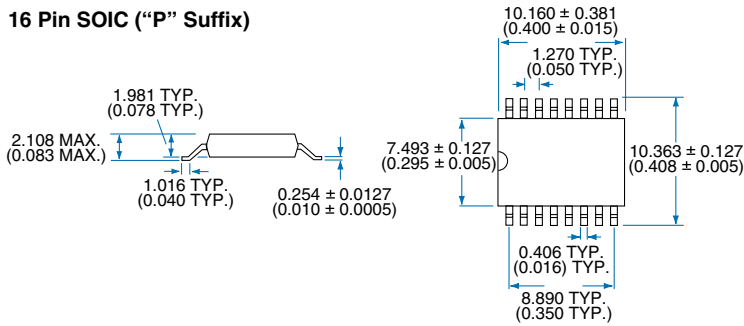 16 Pin SOIC (“P” Suffix)
10.160 ± 0.381
(0.400 ± 0.015)
1.270 TYP.
(0.050 TYP.)
1.981 TYP.
(0.078 TYP.)
2.108 MAX.
(0.083 MAX.)
7.493 ± 0.127
(0.295 ± 0.005)
10.363 ± 0.127
(0.408 ± 0.005)
1.016 TYP.
(0.040 TYP.)
0.254 ± 0.0127
(0.010 ± 0.0005)
0.406 TYP.
(0.016) TYP.
8.890 TYP.
(0.350 TYP.)